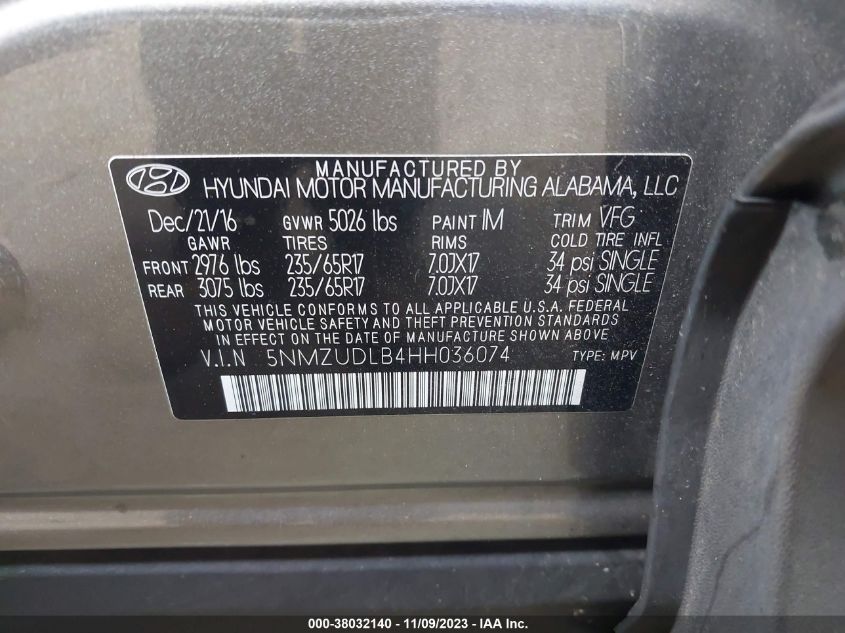 MANUFACTURED BY
HYUNDAI MOTOR MANUFACTURING ALABAMA, LLC
Dec/21/16 GVWR 5026 lbs PAINT IM TRIM VFG
GAWR TIRES RIMS COLD TIRE INFL
FRONT 2976 lbs 235/65R17 7.0JX17 34 psi SINGLE
REAR 3075 lbs 235/65R17 7.0JX17 34 psi SINGLE
THIS VEHICLE CONFORMS TO ALL APPLICABLE U.S.A. FEDERAL
MOTOR VEHICLE SAFETY AND THEFT PREVENTION STANDARDS
IN EFFECT ON THE DATE OF MANUFACTURE SHOWN ABOVE.
V.I.N 5NMZUDLB4HH036074 TYPE: MPV
000-38032140 - 11/09/2023 - IAA Inc.